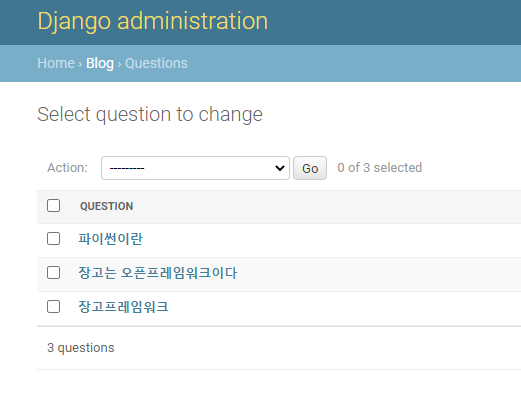 Django administration
Home › Blog › Questions
Select question to change
Action: --------- Go 0 of 3 selected
QUESTION
파이썬이란
장고는 오픈프레임워크이다
장고프레임워크
3 questions